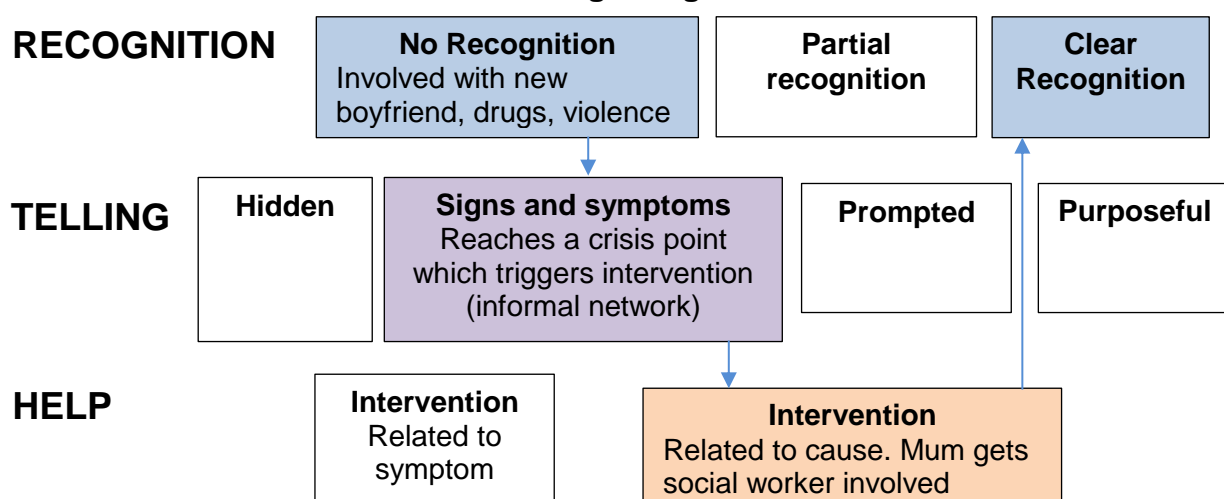 RECOGNITION
No Recognition
Involved with new
boyfriend, drugs, violence
Partial
recognition
Clear
Recognition
TELLING
Hidden
Signs and symptoms
Reaches a crisis point
which triggers intervention
(informal network)
Prompted
Purposeful
HELP
Intervention
Related to
symptom
Intervention
Related to cause. Mum gets
social worker involved